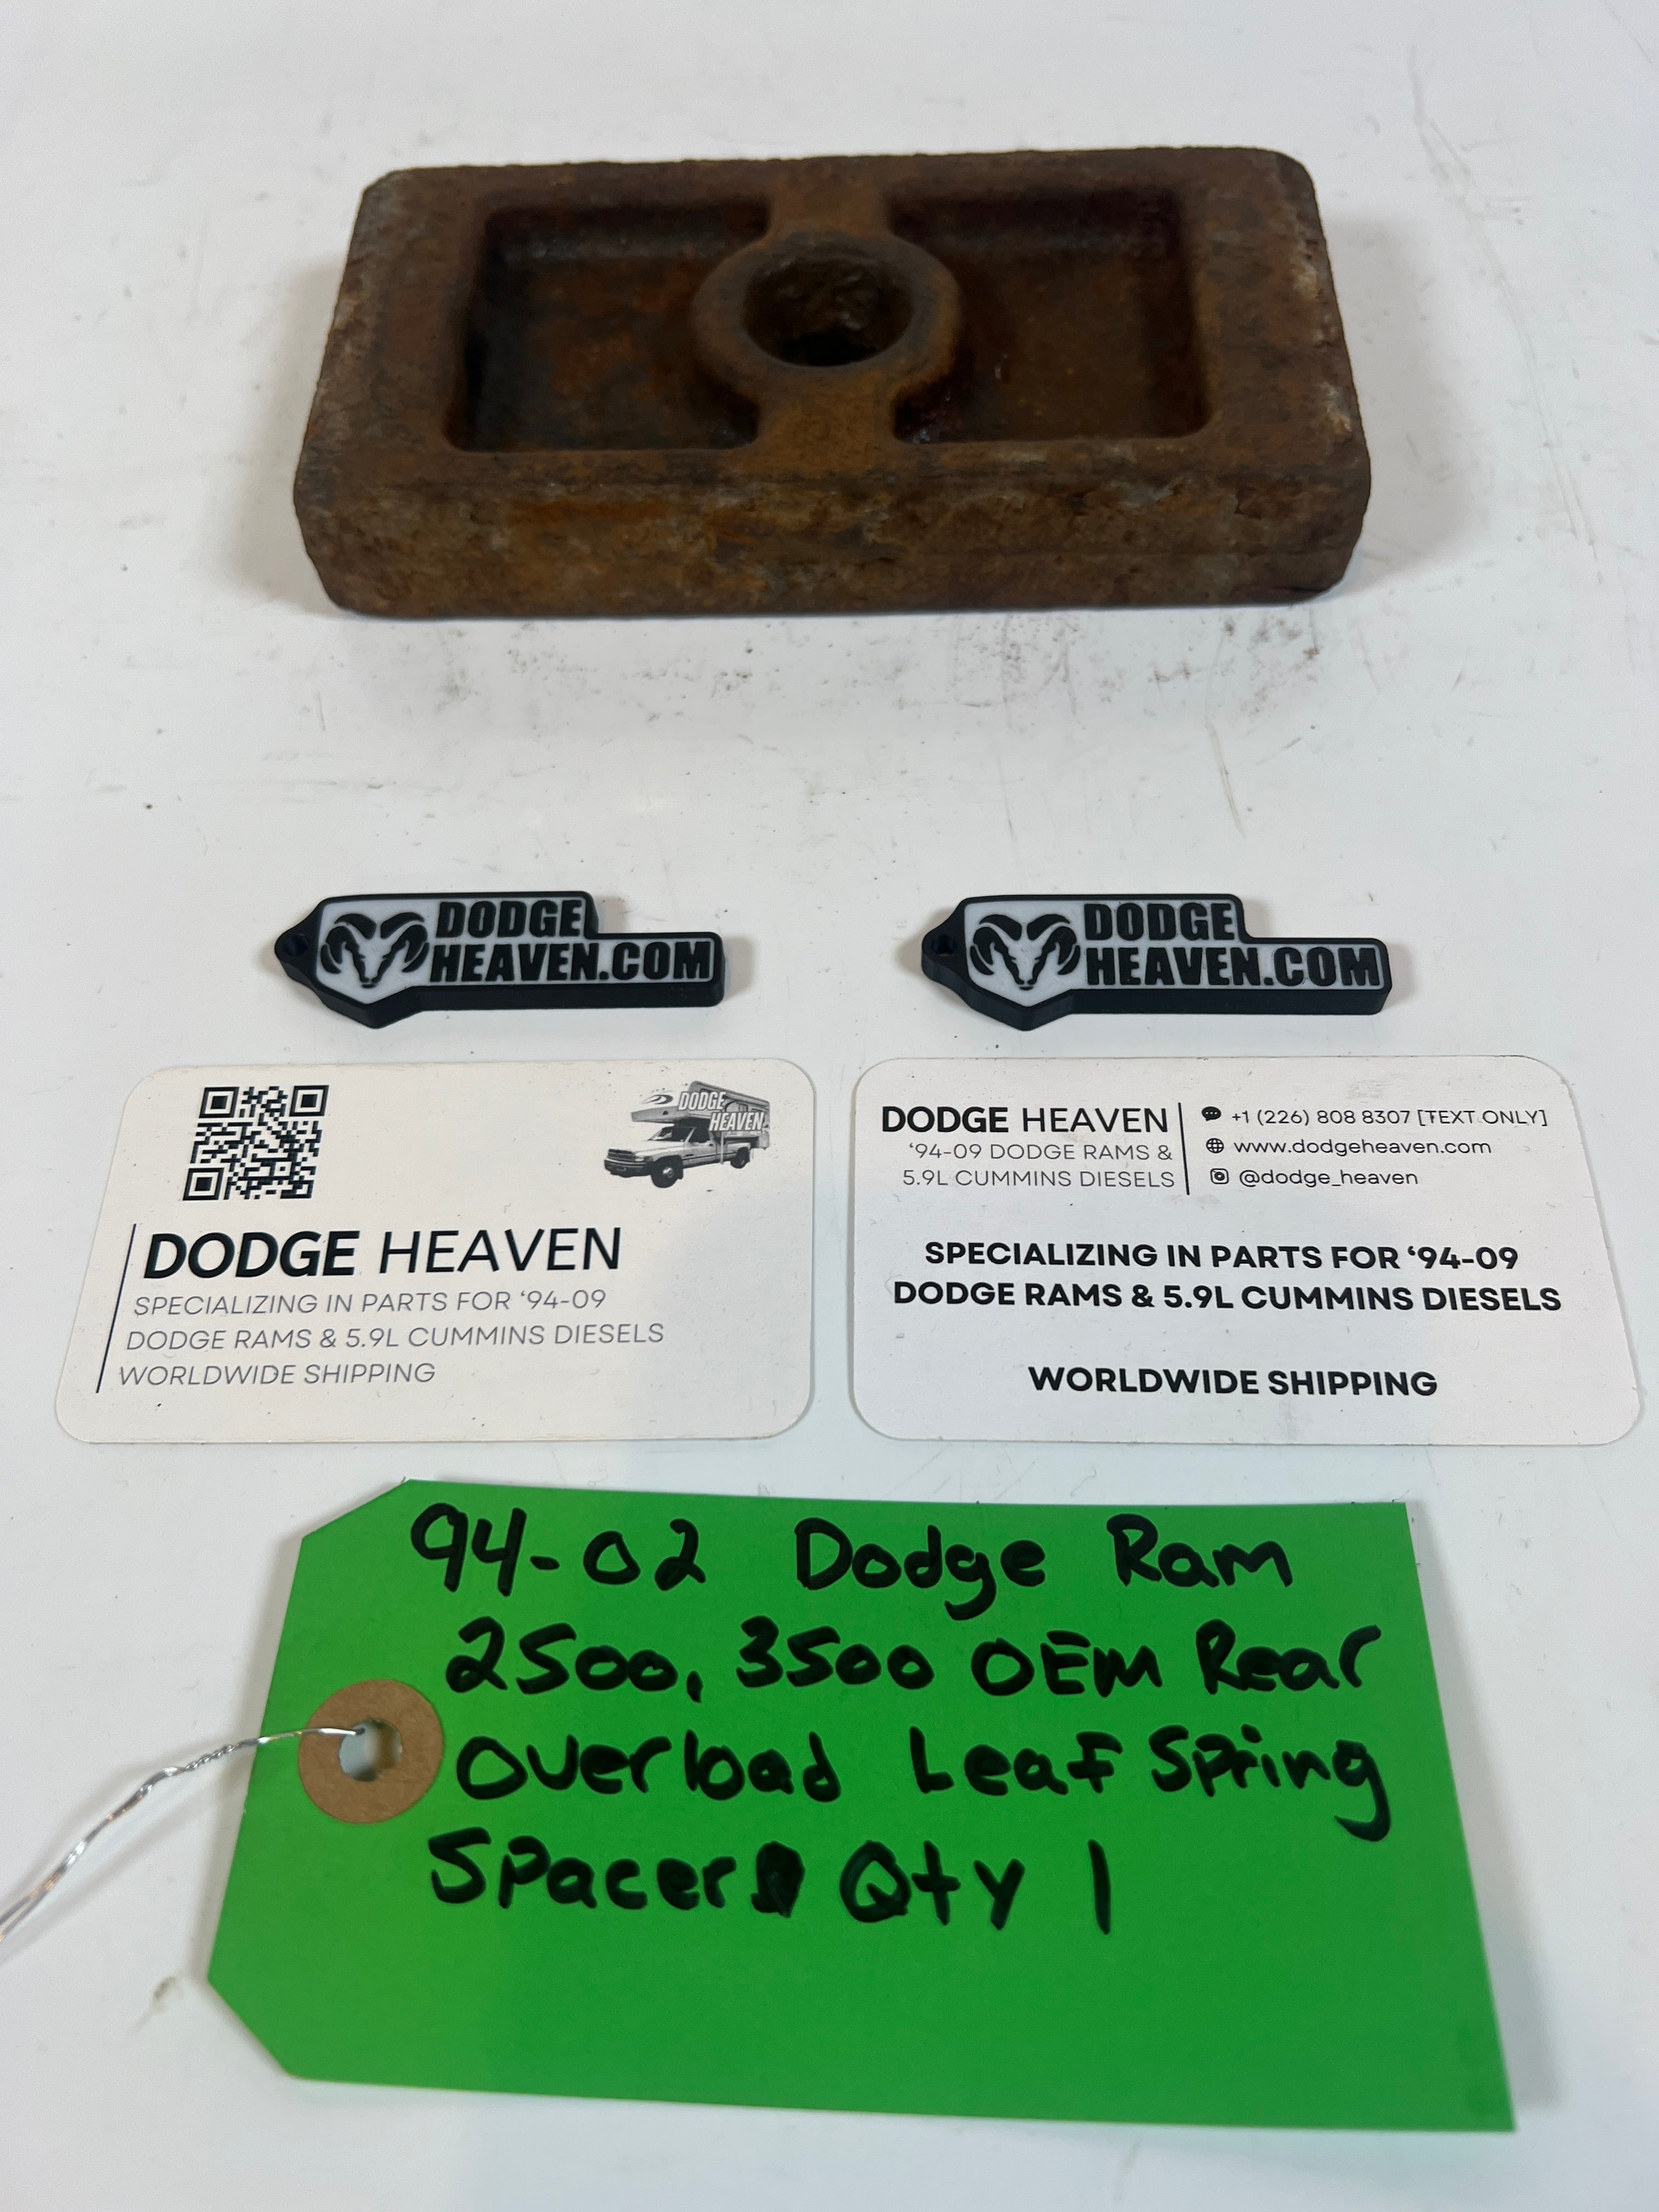 DODGE
HEAVEN.COM
DODGE
HEAVEN.COM
DODGE
HEAVEN
DODGE HEAVEN
SPECIALIZING IN PARTS FOR ‘94-09
DODGE RAMS & 5.9L CUMMINS DIESELS
WORLDWIDE SHIPPING
DODGE HEAVEN
‘94-09 DODGE RAMS &
5.9L CUMMINS DIESELS
+1 (226) 808 8307 [TEXT ONLY]
www.dodgeheaven.com
@dodge_heaven
SPECIALIZING IN PARTS FOR ‘94-09
DODGE RAMS & 5.9L CUMMINS DIESELS
WORLDWIDE SHIPPING
94-02 Dodge Ram
2500, 3500 OEM Rear
Overload Leaf Spring
Spacer Qty 1